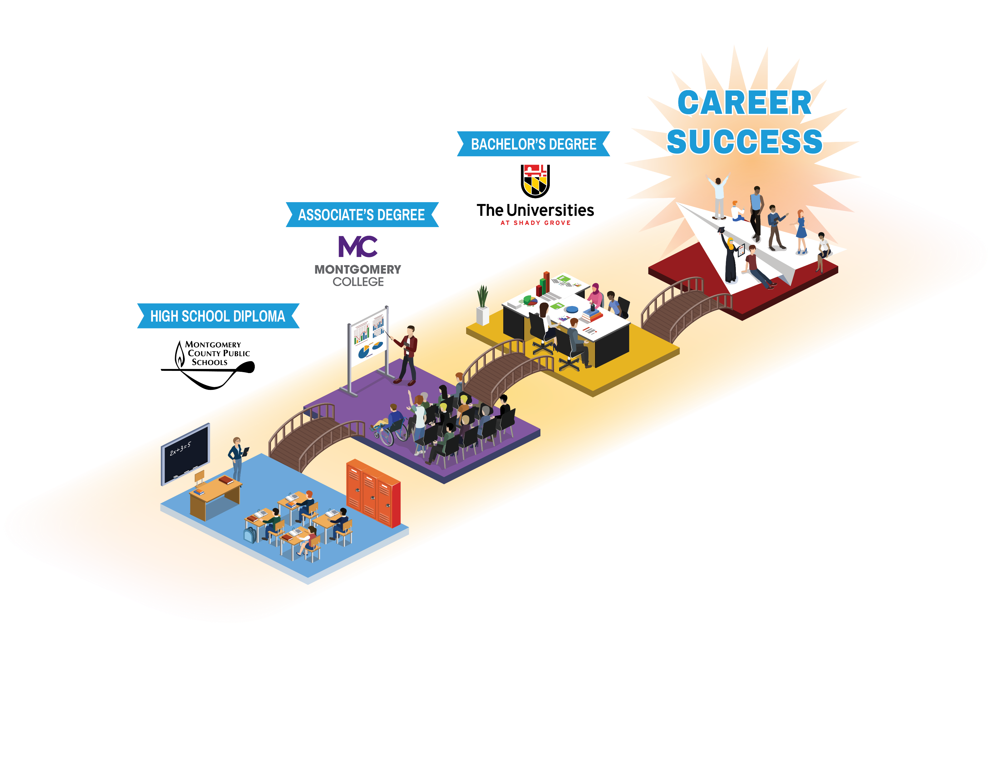 CAREER
SUCCESS
BACHELOR'S DEGREE
The Universities
AT SHADY GROVE
ASSOCIATE'S DEGREE
MC
MONTGOMERY
COLLEGE
HIGH SCHOOL DIPLOMA
MONTGOMERY
COUNTY PUBLIC
SCHOOLS
2x+3=5